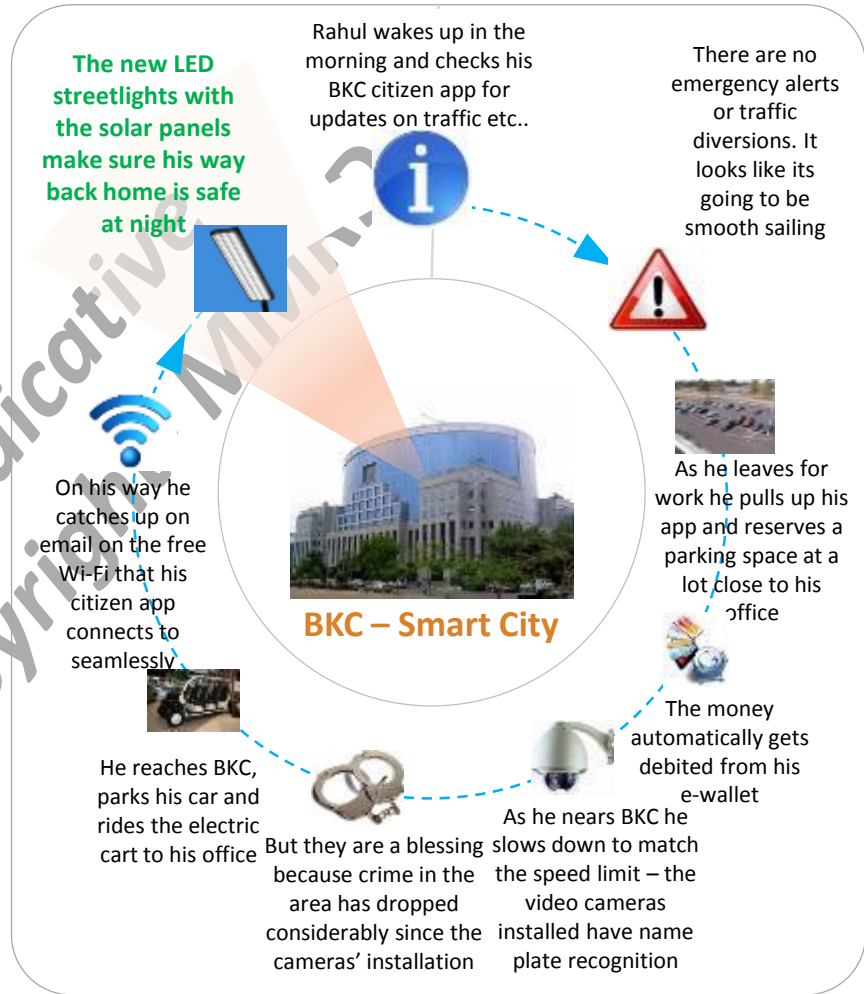 Rahul wakes up in the
morning and checks his
BKC citizen app for
updates on traffic etc..
There are no
emergency alerts
or traffic
diversions. It
looks like its
going to be
smooth sailing
As he leaves for
work he pulls up his
app and reserves a
parking space at a
lot close to his
office
The money
automatically gets
debited from his
e-wallet
As he nears BKC he
slows down to match
the speed limit – the
video cameras
installed have name
plate recognition
But they are a blessing
because crime in the
area has dropped
considerably since the
cameras’ installation
He reaches BKC,
parks his car and
rides the electric
cart to his office
On his way he
catches up on
email on the free
Wi-Fi that his
citizen app
connects to
seamlessly
The new LED
streetlights with
the solar panels
make sure his way
back home is safe
at night
BKC – Smart City